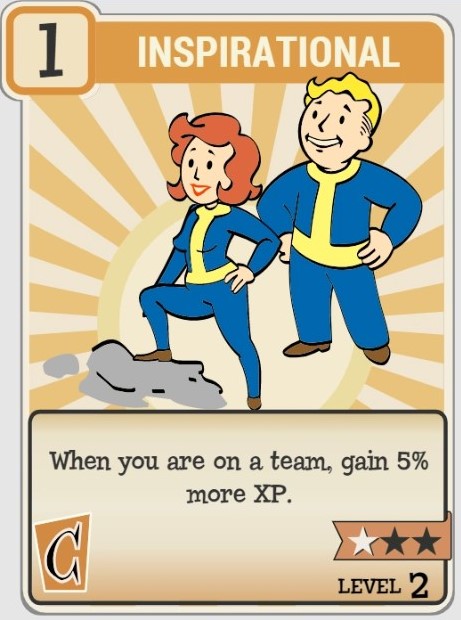 1
INSPIRATIONAL
When you are on a team, gain 5%
more XP.
C
LEVEL 2